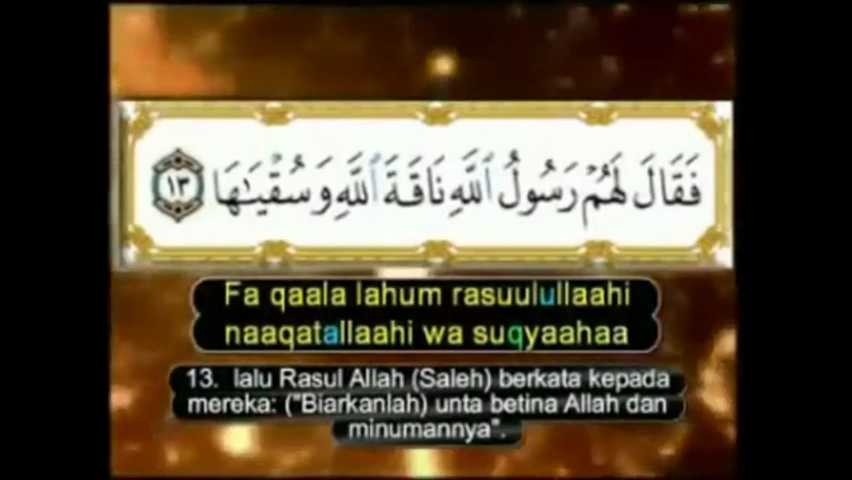 فَقَالَ لَهُمْ رَسُولُ ٱللَّهِ نَاقَةَ ٱللَّهِ وَسُقْيَٰهَا ١٣
Fa qaala lahum rasuulullaahi
naaqatallaahi wa suqyaahaa
13. lalu Rasul Allah (Saleh) berkata kepada
mereka: ("Biarkanlah) unta betina Allah dan
minumannya".